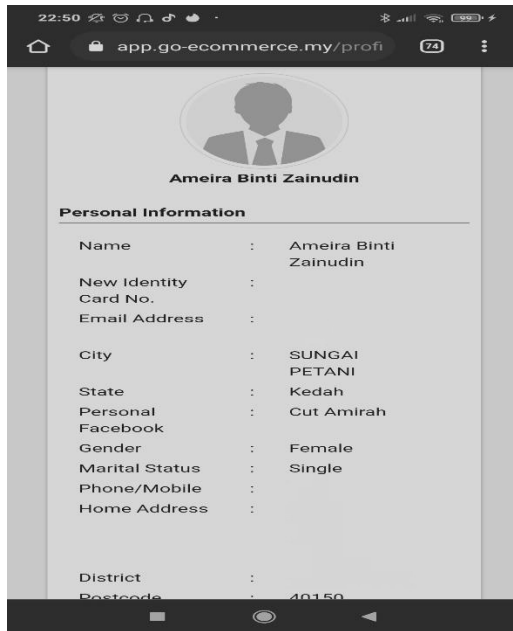 22:50
99
app.go-ecommerce.my/profi
74
Ameira Binti Zainudin
Personal Information
Name : Ameira Binti
Zainudin
New Identity :
Card No.
Email Address :
City : SUNGAI
PETANI
State : Kedah
Personal : Cut Amirah
Facebook
Gender : Female
Marital Status : Single
Phone/Mobile :
Home Address :
District :
Postcode : 40150